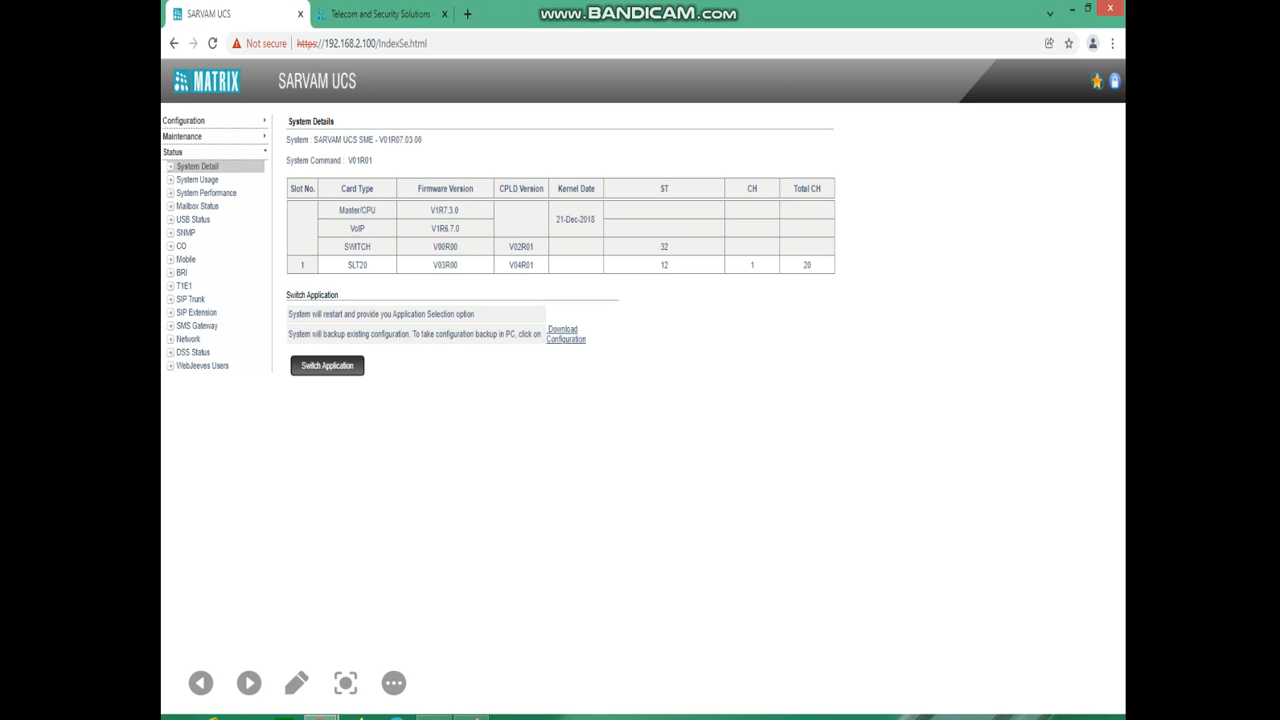 SARVAM UCS
Telecom and Security Solutions
www.BANDICAM.com
Not secure
https://192.168.2.100/IndexSe.html
MATRIX
SARVAM UCS
Configuration
Maintenance
Status
System Detail
System Usage
System Performance
Mailbox Status
USB Status
SNMP
CO
Mobile
BRI
T1E1
SIP Trunk
SIP Extension
SMS Gateway
Network
DSS Status
WebJeeves Users
System Details
System : SARVAM UCS SME - V01R07.03.00
System Command : V01R01
Slot No. Card Type Firmware Version CPLD Version Kernel Date ST CH Total CH
Master/CPU V1R7.3.0
21-Dec-2018
VoIP V1R6.7.0
SWITCH V00R00 V02R01 32
1 SLT20 V03R00 V04R01 12 1 20
Switch Application
System will restart and provide you Application Selection option
System will backup existing configuration. To take configuration backup in PC, click on Download
Configuration
Switch Application